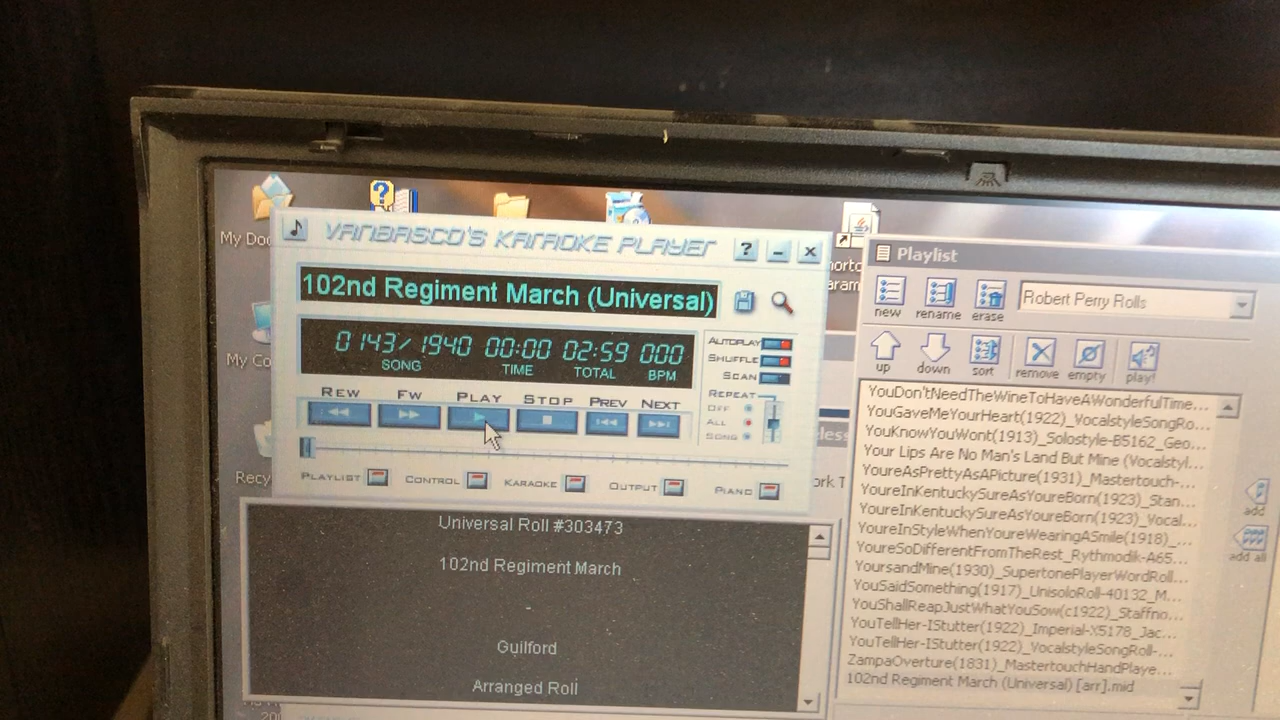 My Doc
VANBASCO'S KARAOKE PLAYER
?
102nd Regiment March (Universal)
0143/1940 00:00 02:59 000
SONG TIME TOTAL BPM
AUTOPLAY
SHUFFLE
SCAN
REPEAT
OFF
ALL
SONG
REW FW PLAY STOP PREV NEXT
PLAYLIST CONTROL KARAOKE OUTPUT PIANO
My Co
Recy
Universal Roll #303473
102nd Regiment March
Guilford
Arranged Roll
Playlist
new rename erase
Robert Perry Rolls
up down sort remove empty play!
YouDon'tNeedTheWineToHaveAWonderfulTime...
YouGaveMeYourHeart(1922)_VocalstyleSongRo...
YouKnowYouWont(1913)_Solostyle-B5162_Geo...
Your Lips Are No Man's Land But Mine (Vocalstyl...
YoureAsPrettyAsAPicture(1931)_Mastertouch-...
YoureInKentuckySureAsYoureBorn(1923)_Stan...
YoureInKentuckySureAsYoureBorn(1923)_Vocal...
YoureInStyleWhenYoureWearingASmile(1918)_...
YoureSoDifferentFromTheRest_Rythmodik-A65...
YoursandMine(1930)_SupertonePlayerWordRoll...
YouSaidSomething(1917)_UnisoloRoll-40132_M...
YouShallReapJustWhatYouSow(c1922)_Staffno...
YouTellHer-IStutter(1922)_Imperial-X5178_Jac...
YouTellHer-IStutter(1922)_VocalstyleSongRoll-...
ZampaOverture(1831)_MastertouchHandPlaye...
102nd Regiment March (Universal) [arr].mid
add
add all